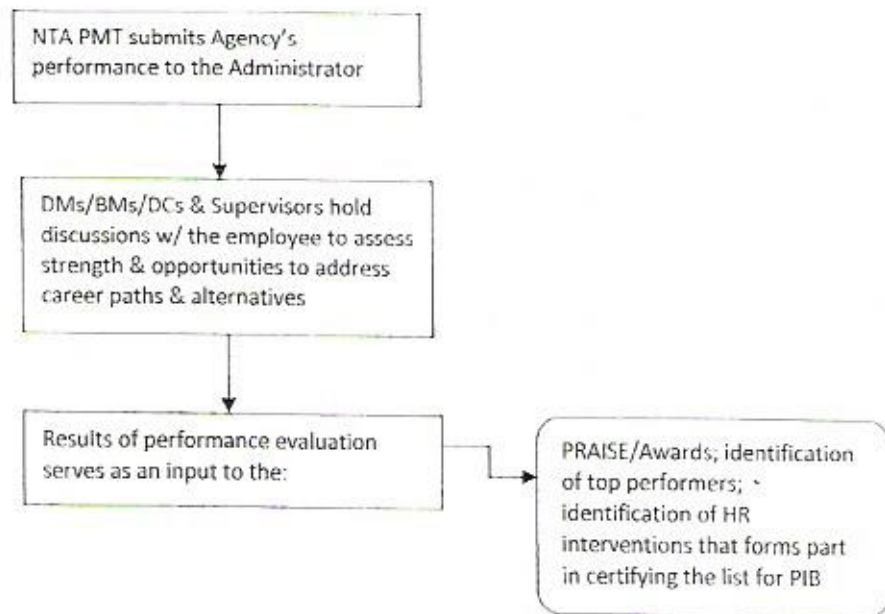 NTA PMT submits Agency's
performance to the Administrator
DMs/BMs/DCs & Supervisors hold
discussions w/ the employee to assess
strength & opportunities to address
career paths & alternatives
Results of performance evaluation
serves as an input to the:
PRAISE/Awards; identification
of top performers;
identification of HR
interventions that forms part
in certifying the list for PIB